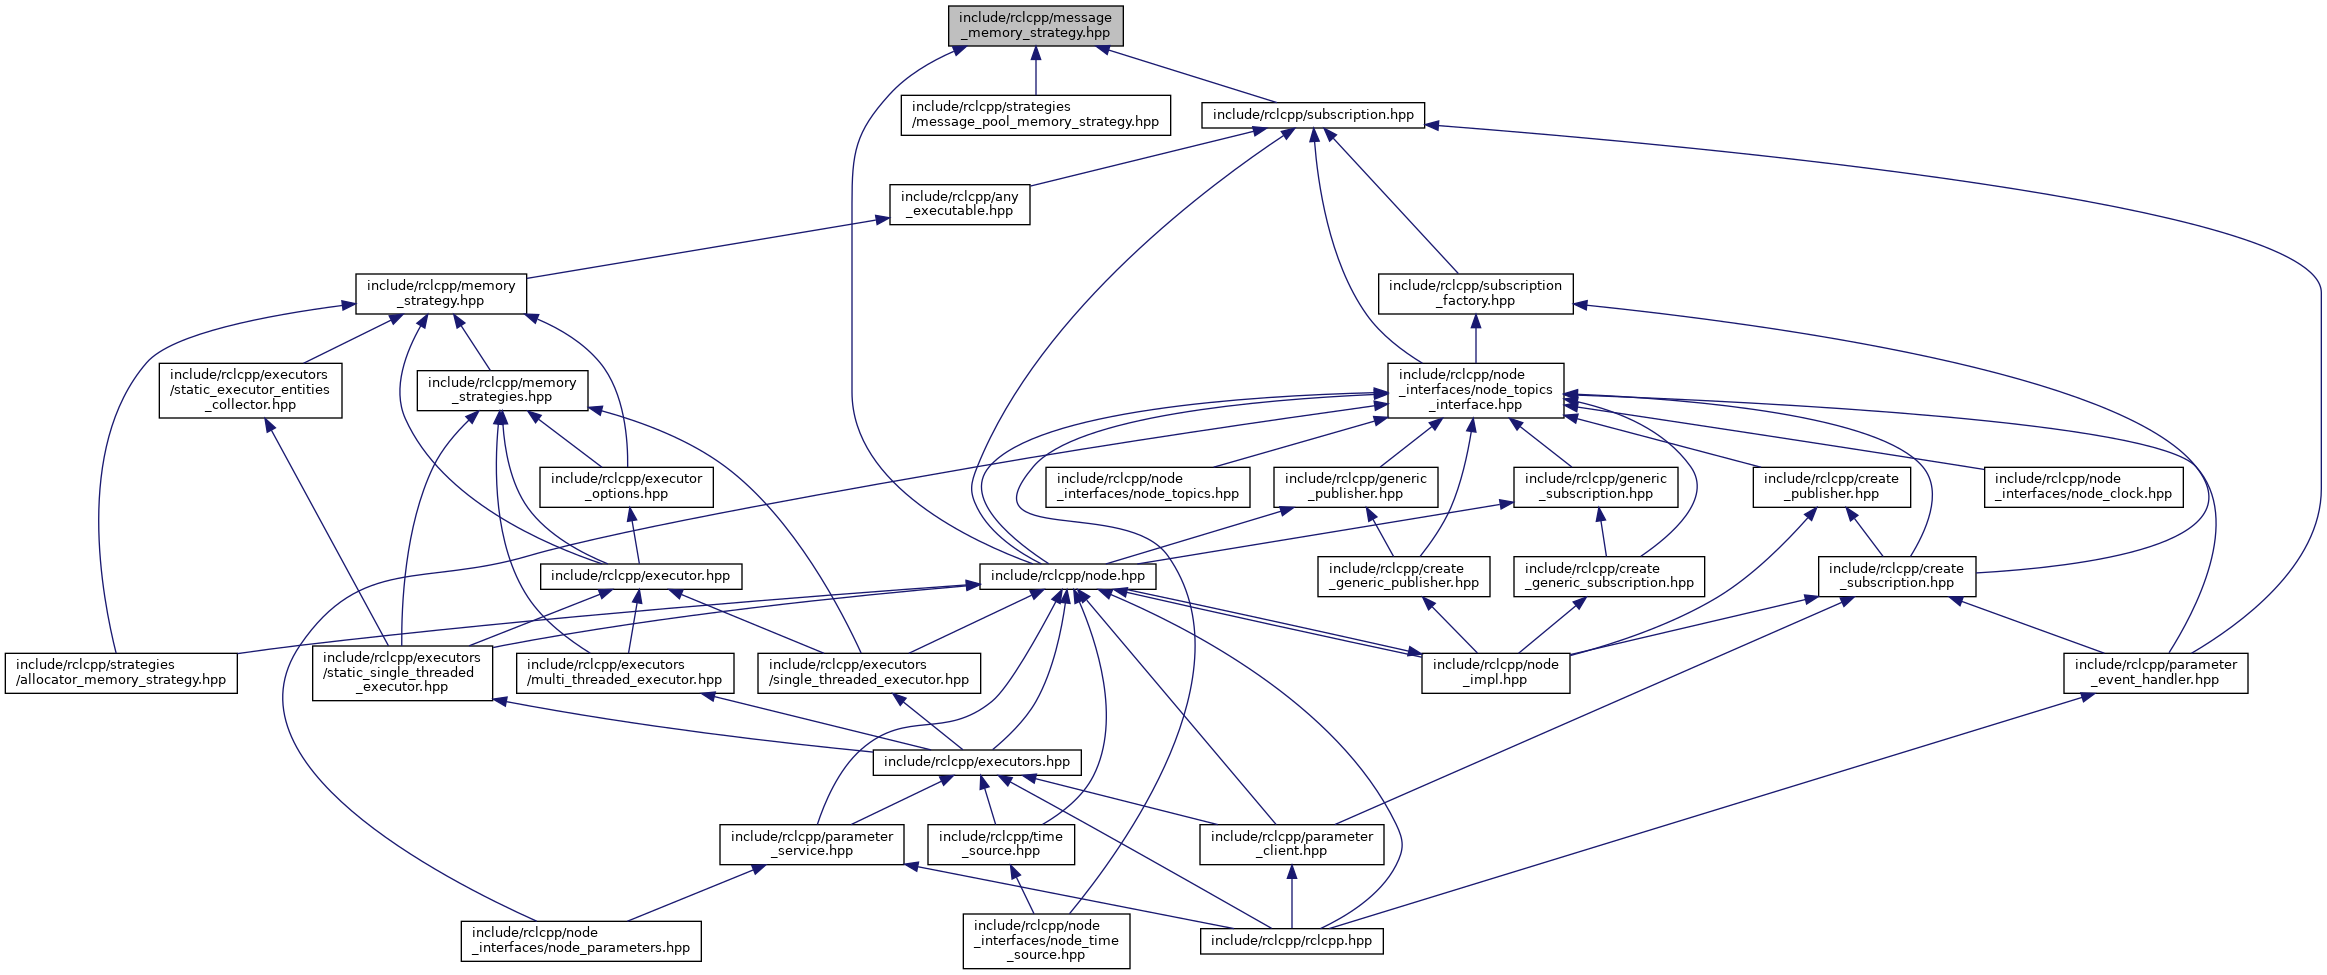 include/rclcpp/message
_memory_strategy.hpp
include/rclcpp/strategies
/message_pool_memory_strategy.hpp
include/rclcpp/subscription.hpp
include/rclcpp/any
_executable.hpp
include/rclcpp/memory
_strategy.hpp
include/rclcpp/subscription
_factory.hpp
include/rclcpp/executors
/static_executor_entities
_collector.hpp
include/rclcpp/memory
_strategies.hpp
include/rclcpp/node
_interfaces/node_topics
_interface.hpp
include/rclcpp/executor
_options.hpp
include/rclcpp/node
_interfaces/node_topics.hpp
include/rclcpp/generic
_publisher.hpp
include/rclcpp/generic
_subscription.hpp
include/rclcpp/create
_publisher.hpp
include/rclcpp/node
_interfaces/node_clock.hpp
include/rclcpp/executor.hpp
include/rclcpp/node.hpp
include/rclcpp/create
_generic_publisher.hpp
include/rclcpp/create
_generic_subscription.hpp
include/rclcpp/create
_subscription.hpp
include/rclcpp/strategies
/allocator_memory_strategy.hpp
include/rclcpp/executors
/static_single_threaded
_executor.hpp
include/rclcpp/executors
/multi_threaded_executor.hpp
include/rclcpp/executors
/single_threaded_executor.hpp
include/rclcpp/node
_impl.hpp
include/rclcpp/parameter
_event_handler.hpp
include/rclcpp/executors.hpp
include/rclcpp/parameter
_service.hpp
include/rclcpp/time
_source.hpp
include/rclcpp/parameter
_client.hpp
include/rclcpp/node
_interfaces/node_parameters.hpp
include/rclcpp/node
_interfaces/node_time
_source.hpp
include/rclcpp/rclcpp.hpp